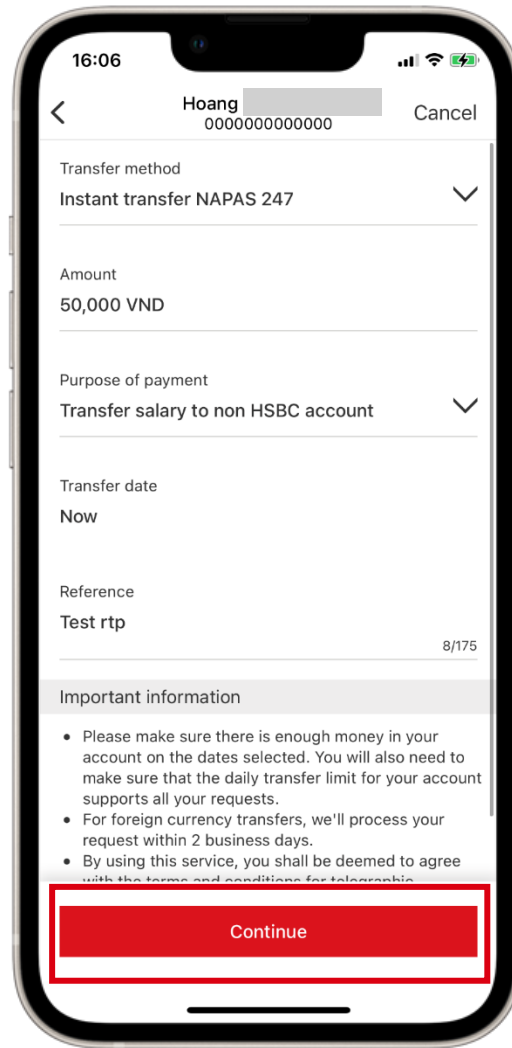 16:06
Hoang
0000000000000
Cancel
Transfer method
Instant transfer NAPAS 247
Amount
50,000 VND
Purpose of payment
Transfer salary to non HSBC account
Transfer date
Now
Reference
Test rtp
8/175
Important information
• Please make sure there is enough money in your
account on the dates selected. You will also need to
make sure that the daily transfer limit for your account
supports all your requests.
• For foreign currency transfers, we'll process your
request within 2 business days.
• By using this service, you shall be deemed to agree
with the terms and conditions for telegraphic
Continue